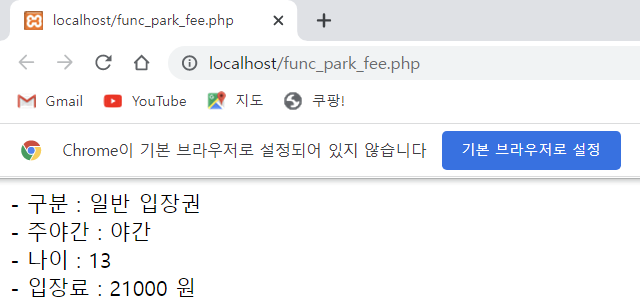 localhost/func_park_fee.php
localhost/func_park_fee.php
Gmail YouTube 지도 쿠팡!
Chrome이 기본 브라우저로 설정되어 있지 않습니다 기본 브라우저로 설정
- 구분 : 일반 입장권
- 주야간 : 야간
- 나이 : 13
- 입장료 : 21000 원